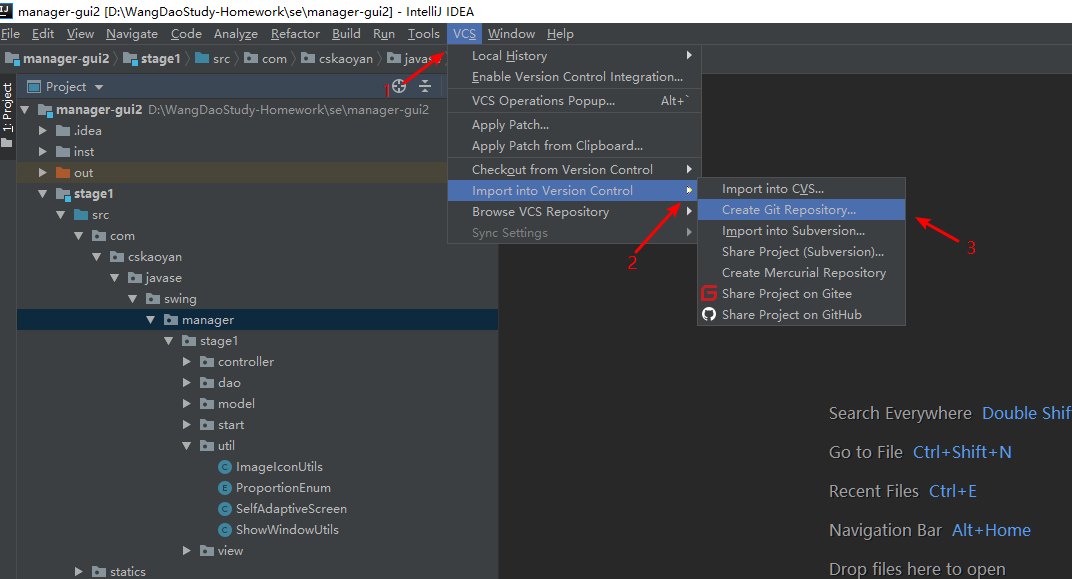 manager-gui2 [D:\WangDaoStudy-Homework\se\manager-gui2] - IntelliJ IDEA
File Edit View Navigate Code Analyze Refactor Build Run Tools VCS Window Help
manager-gui2 stage1 src com cskaoyan javase
1: Project
Project
1
manager-gui2 D:\WangDaoStudy-Homework\se\manager-gui2
.idea
inst
out
stage1
src
com
cskaoyan
javase
swing
manager
stage1
controller
dao
model
start
util
ImageIconUtils
ProportionEnum
SelfAdaptiveScreen
ShowWindowUtils
view
statics
Local History
Enable Version Control Integration...
VCS Operations Popup... Alt+`
Apply Patch...
Apply Patch from Clipboard...
Checkout from Version Control
Import into Version Control
Browse VCS Repository
Sync Settings
2
Import into CVS...
Create Git Repository...
Import into Subversion...
Share Project (Subversion)...
Create Mercurial Repository
Share Project on Gitee
Share Project on GitHub
3
Search Everywhere Double Shif
Go to File Ctrl+Shift+N
Recent Files Ctrl+E
Navigation Bar Alt+Home
Drop files here to open